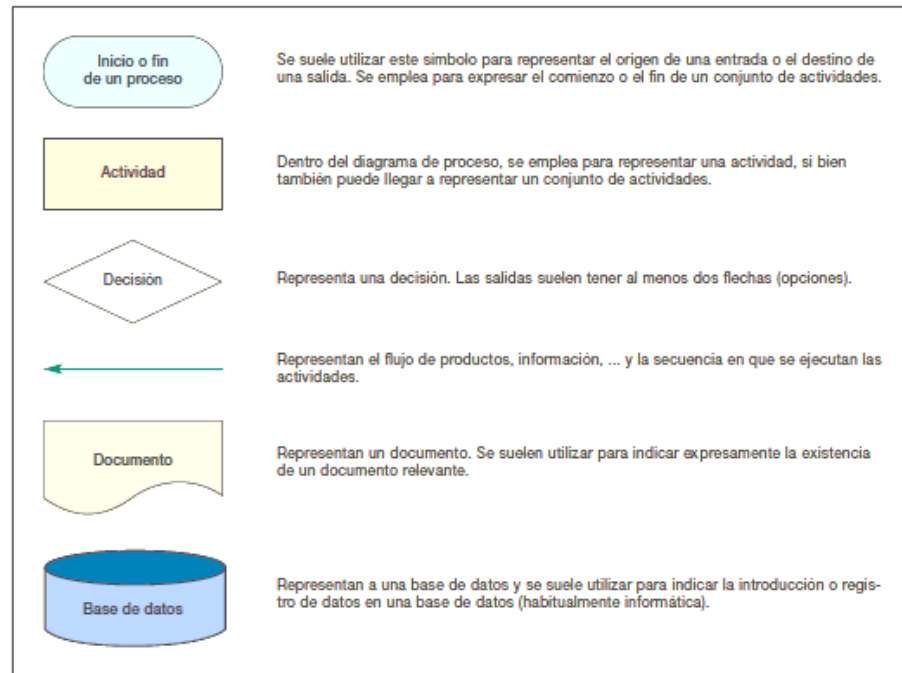 Inicio o fin
de un proceso
Se suele utilizar este símbolo para representar el origen de una entrada o el destino de
una salida. Se emplea para expresar el comienzo o el fin de un conjunto de actividades.
Actividad
Dentro del diagrama de proceso, se emplea para representar una actividad, si bien
también puede llegar a representar un conjunto de actividades.
Decisión
Representa una decisión. Las salidas suelen tener al menos dos flechas (opciones).
Representan el flujo de productos, información, ... y la secuencia en que se ejecutan las
actividades.
Documento
Representan un documento. Se suelen utilizar para indicar expresamente la existencia
de un documento relevante.
Base de datos
Representan a una base de datos y se suele utilizar para indicar la introducción o regis-
tro de datos en una base de datos (habitualmente informática).